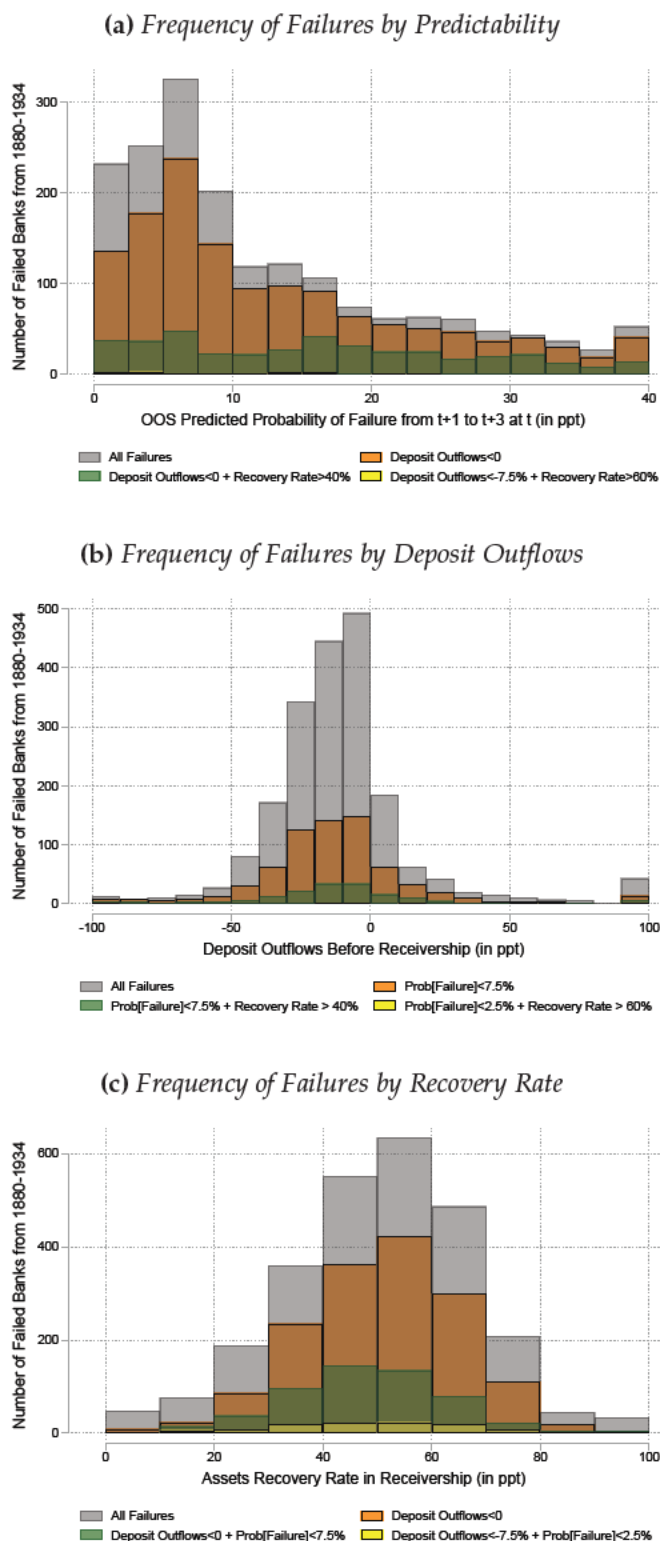 (a) Frequency of Failures by Predictability
Number of Failed Banks from 1880-1934
300
200
100
0
0 10 20 30 40
OOS Predicted Probability of Failure from t+1 to t+3 at t (in ppt)
All Failures Deposit Outflows<0
Deposit Outflows<0 + Recovery Rate>40% Deposit Outflows<-7.5% + Recovery Rate>60%
(b) Frequency of Failures by Deposit Outflows
Number of Failed Banks from 1880-1934
500
400
300
200
100
0
-100 -50 0 50 100
Deposit Outflows Before Receivership (in ppt)
All Failures Prob[Failure]<7.5%
Prob[Failure]<7.5% + Recovery Rate > 40% Prob[Failure]<2.5% + Recovery Rate > 60%
(c) Frequency of Failures by Recovery Rate
Number of Failed Banks from 1880-1934
600
400
200
0
0 20 40 60 80 100
Assets Recovery Rate in Receivership (in ppt)
All Failures Deposit Outflows<0
Deposit Outflows<0 + Prob[Failure]<7.5% Deposit Outflows<-7.5% + Prob[Failure]<2.5%